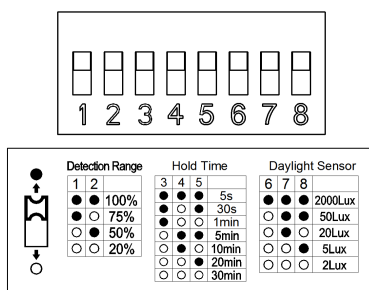 1 2 3 4 5 6 7 8
Detection Range
1 2
100%
75%
50%
20%
Hold Time
3 4 5
5s
30s
1min
5min
10min
20min
30min
Daylight Sensor
6 7 8
2000Lux
50Lux
20Lux
5Lux
2Lux